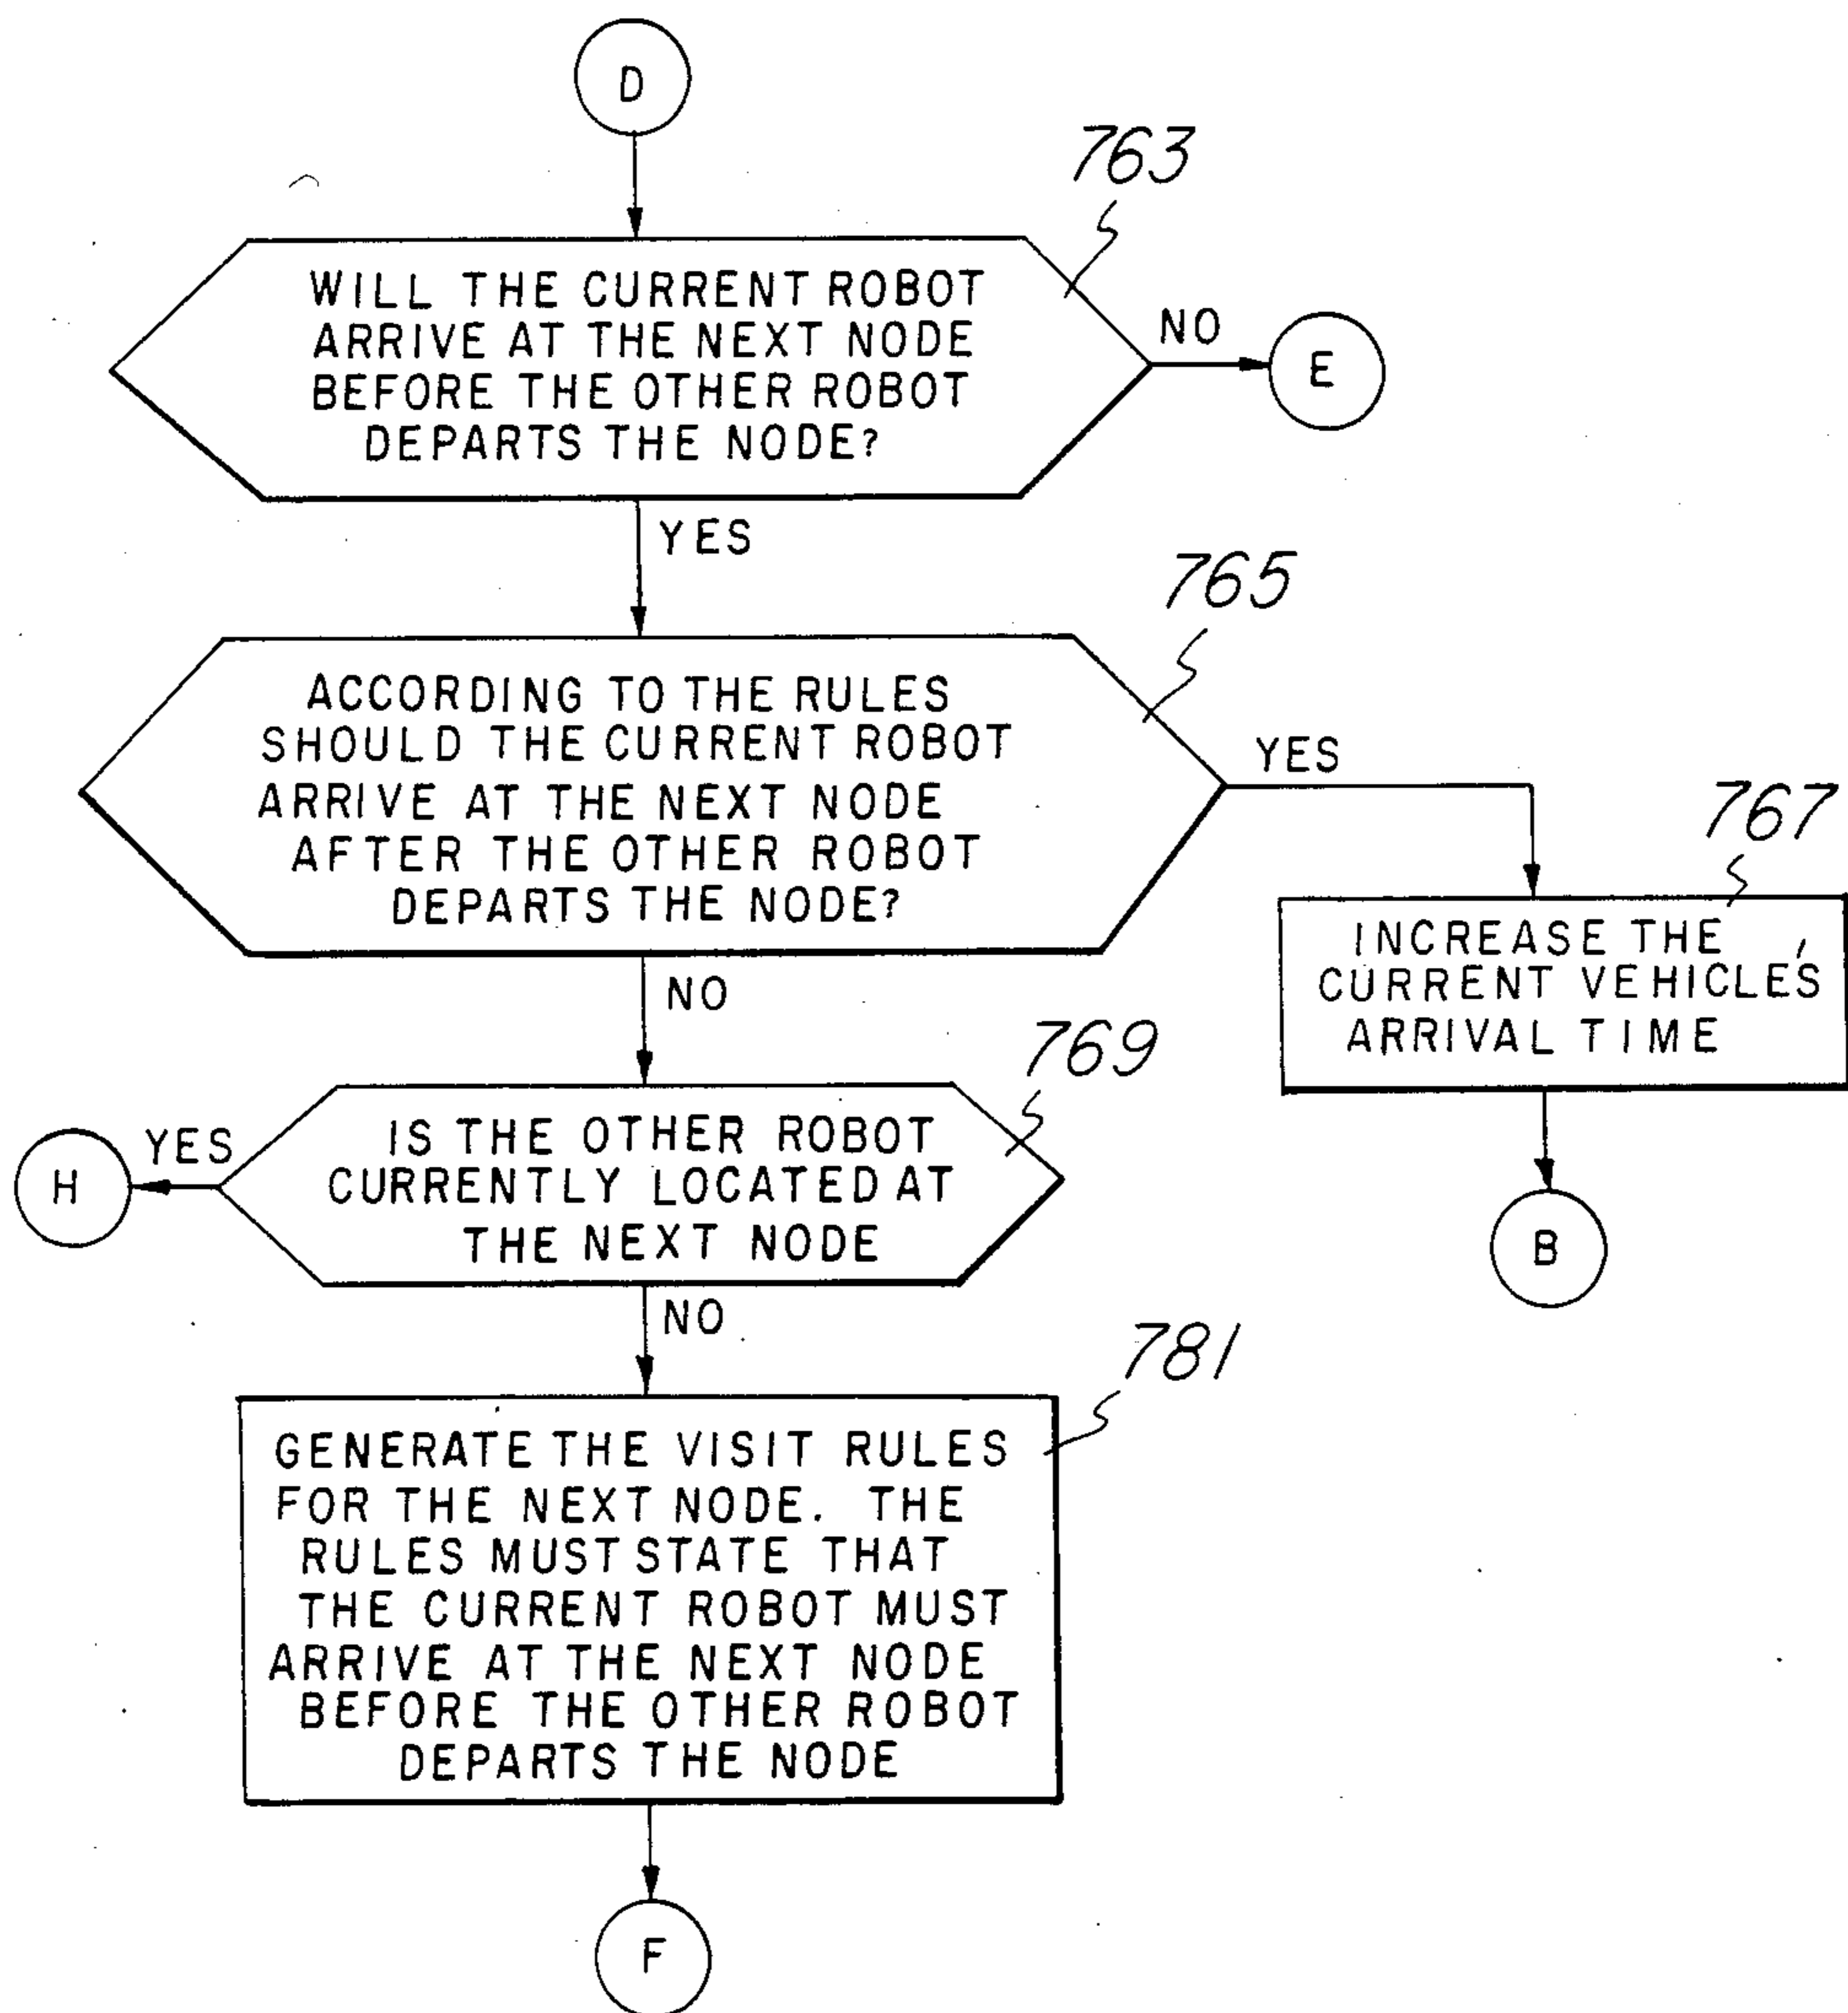 D
763
WILL THE CURRENT ROBOT
ARRIVE AT THE NEXT NODE
BEFORE THE OTHER ROBOT
DEPARTS THE NODE?
NO
E
YES
765
ACCORDING TO THE RULES
SHOULD THE CURRENT ROBOT
ARRIVE AT THE NEXT NODE
AFTER THE OTHER ROBOT
DEPARTS THE NODE?
YES
767
INCREASE THE
CURRENT VEHICLE'S
ARRIVAL TIME
B
NO
769
IS THE OTHER ROBOT
CURRENTLY LOCATED AT
THE NEXT NODE
YES
H
NO
781
GENERATE THE VISIT RULES
FOR THE NEXT NODE. THE
RULES MUST STATE THAT
THE CURRENT ROBOT MUST
ARRIVE AT THE NEXT NODE
BEFORE THE OTHER ROBOT
DEPARTS THE NODE
F